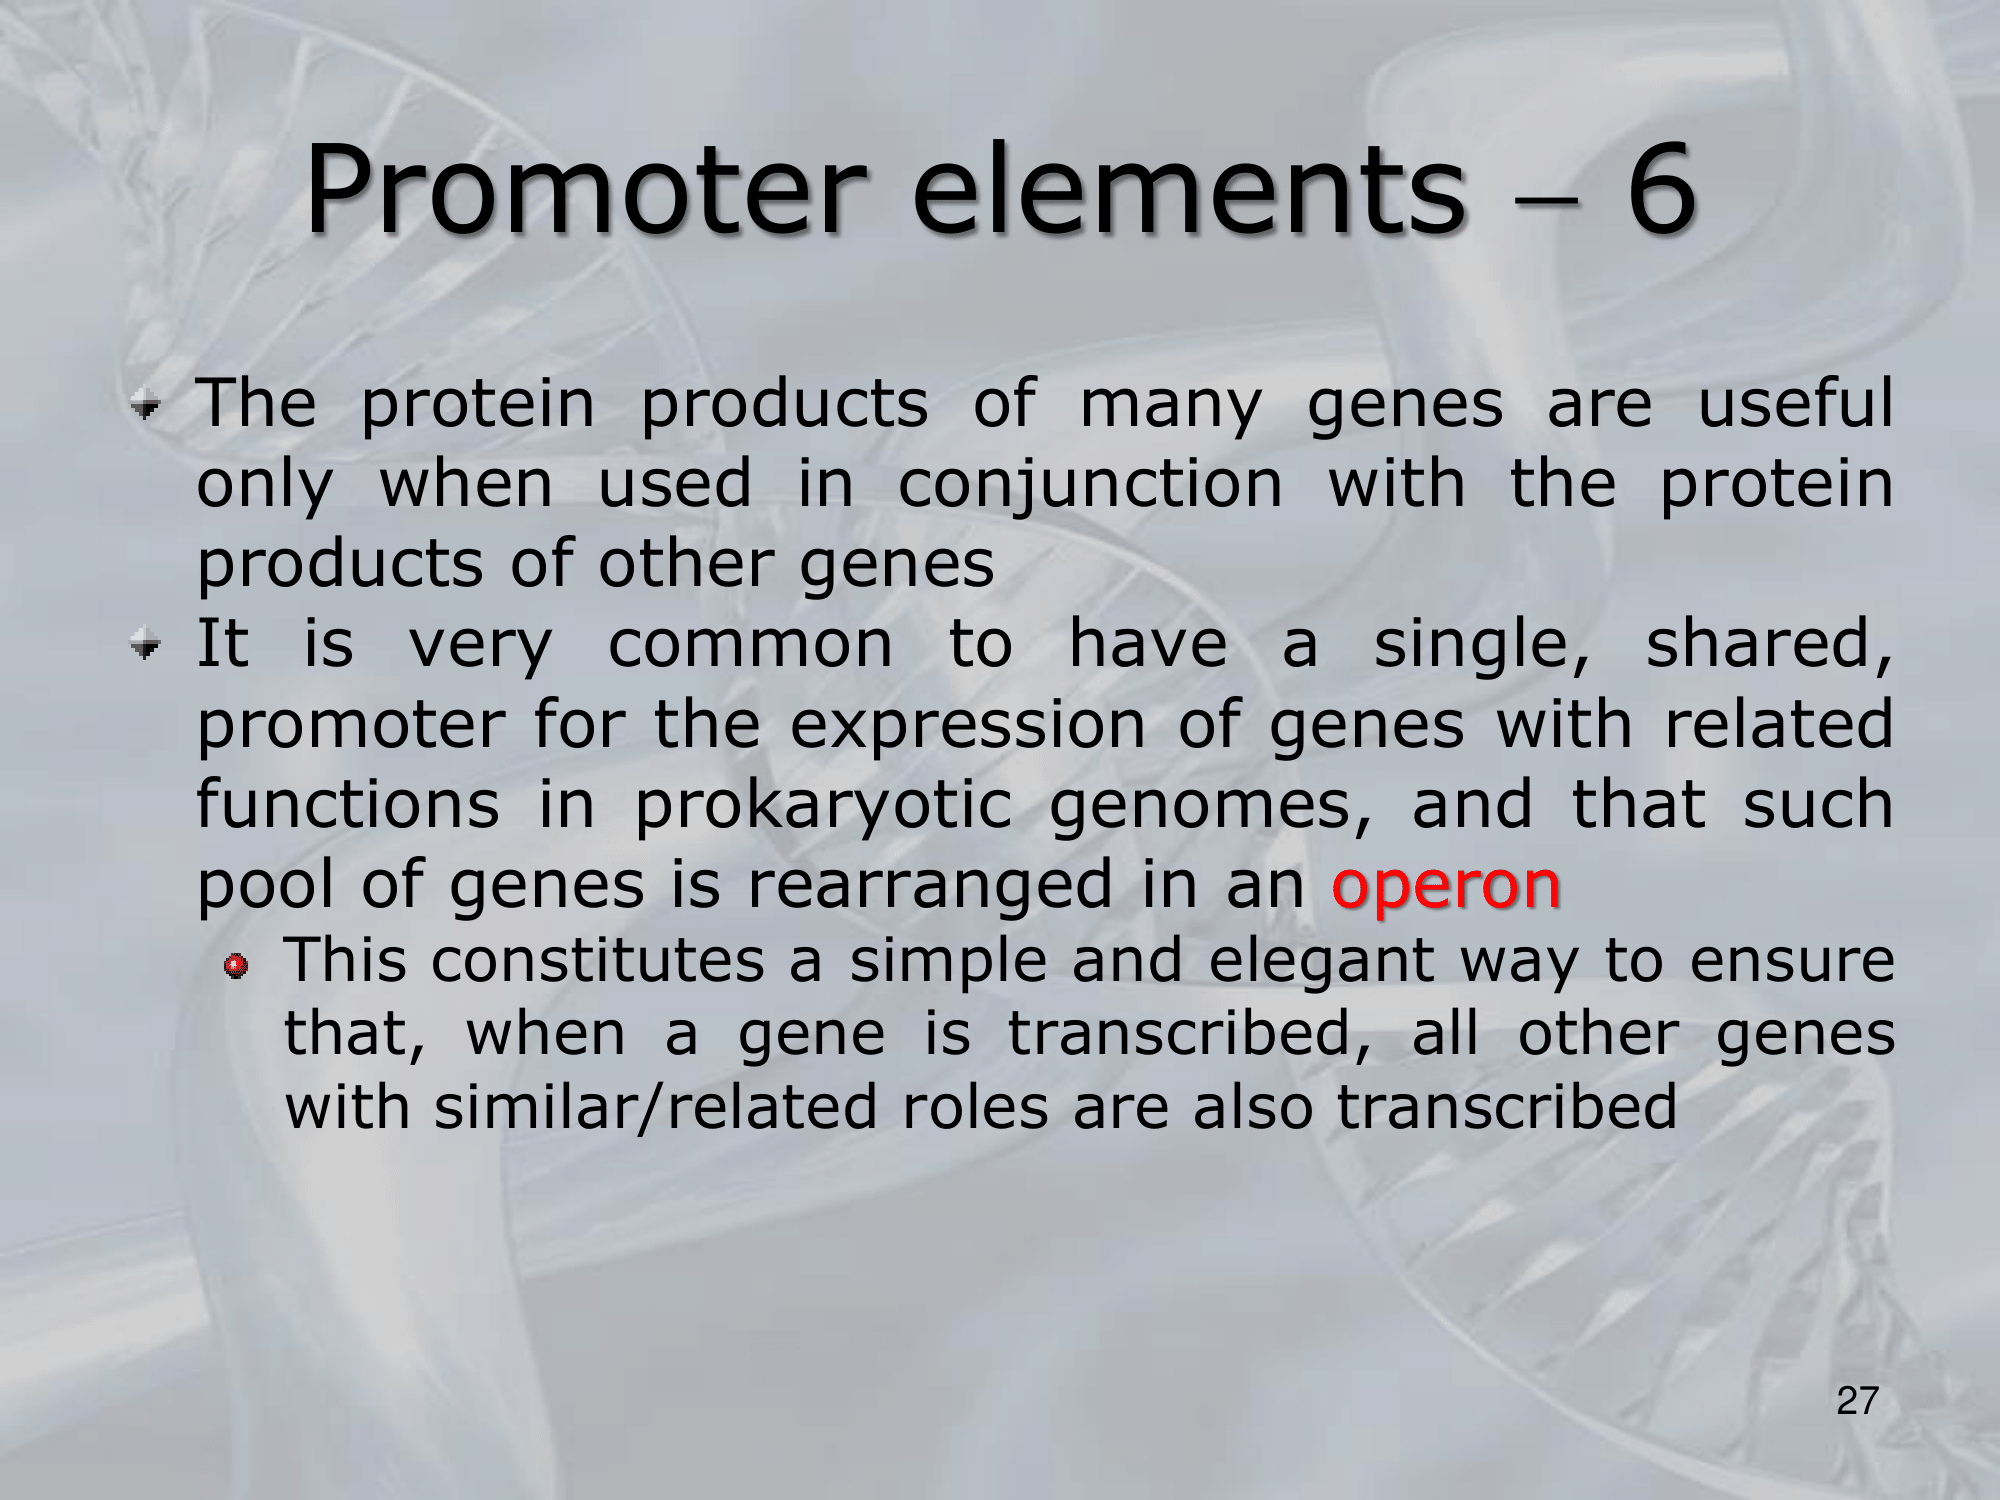 Promoter elements – 6
The protein products of many genes are useful
only when used in conjunction with the protein
products of other genes
It is very common to have a single, shared,
promoter for the expression of genes with related
functions in prokaryotic genomes, and that such
pool of genes is rearranged in an operon
This constitutes a simple and elegant way to ensure
that, when a gene is transcribed, all other genes
with similar/related roles are also transcribed
27